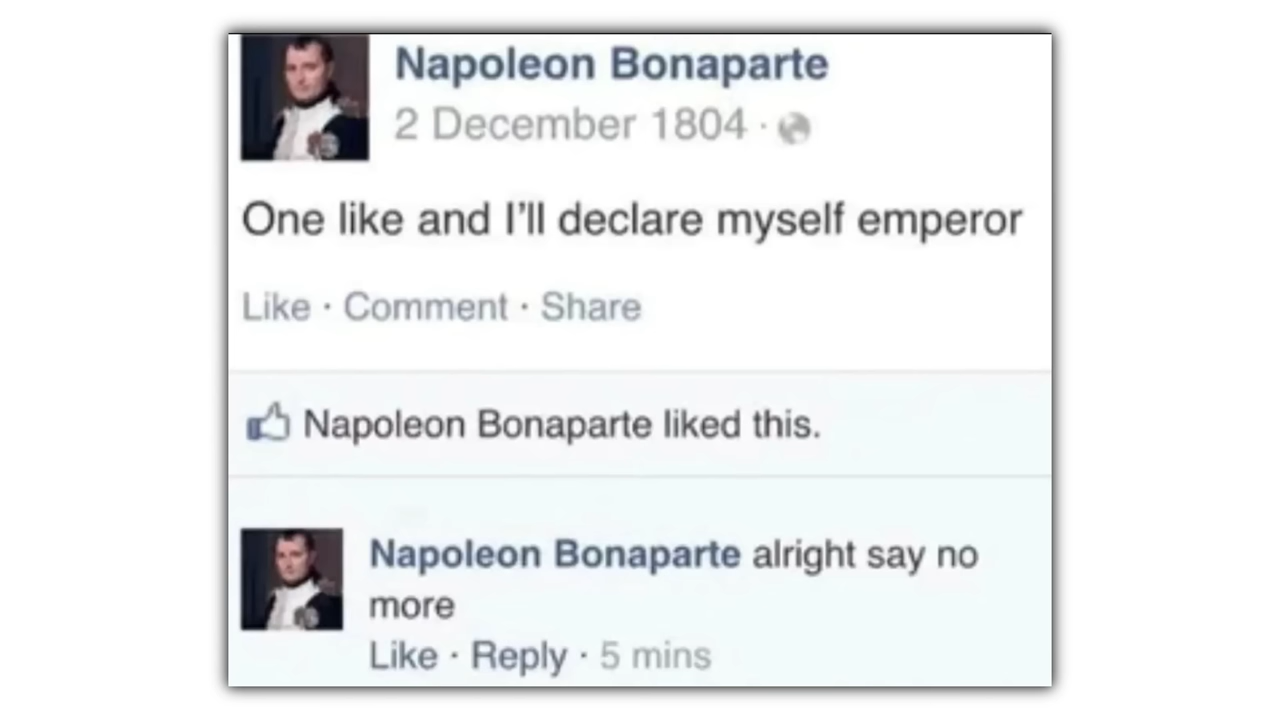 Napoleon Bonaparte
2 December 1804 ·
One like and I'll declare myself emperor
Like · Comment · Share
Napoleon Bonaparte liked this.
Napoleon Bonaparte alright say no
more
Like · Reply · 5 mins